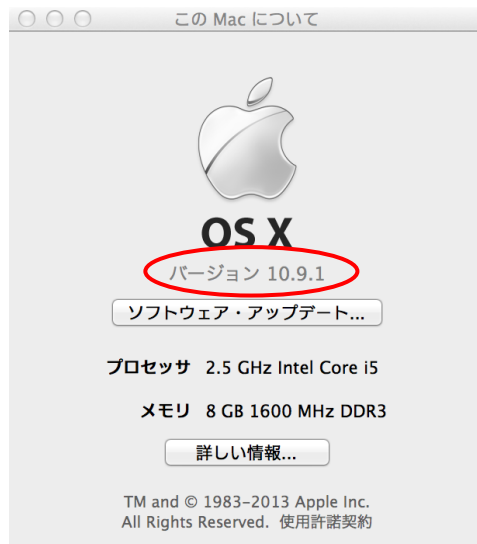 この Mac について
OS X
バージョン 10.9.1
ソフトウェア・アップデート...
プロセッサ 2.5 GHz Intel Core i5
メモリ 8 GB 1600 MHz DDR3
詳しい情報...
TM and © 1983-2013 Apple Inc.
All Rights Reserved. 使用許諾契約